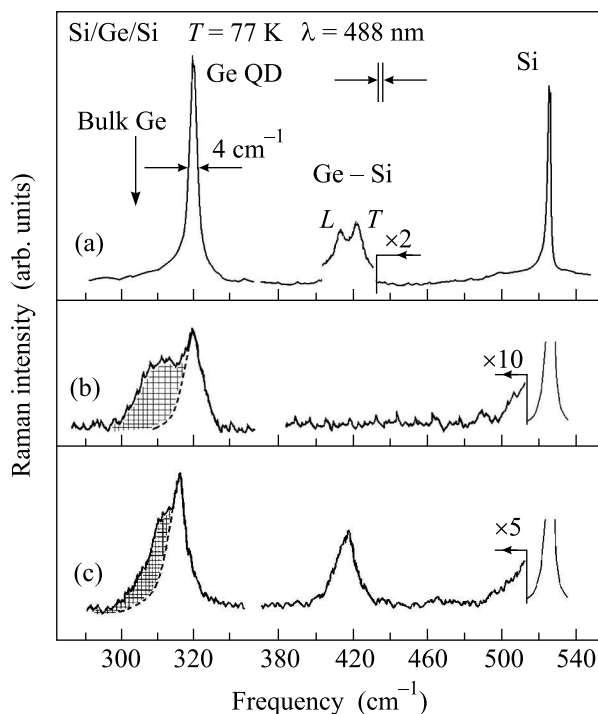 Si/Ge/Si T = 77 K λ = 488 nm
Ge QD
Si
Bulk Ge
4 cm⁻¹
Ge – Si
L T
×2
(a)
×10
(b)
×5
(c)
Raman intensity (arb. units)
300 320 380 420 460 500 540
Frequency (cm⁻¹)